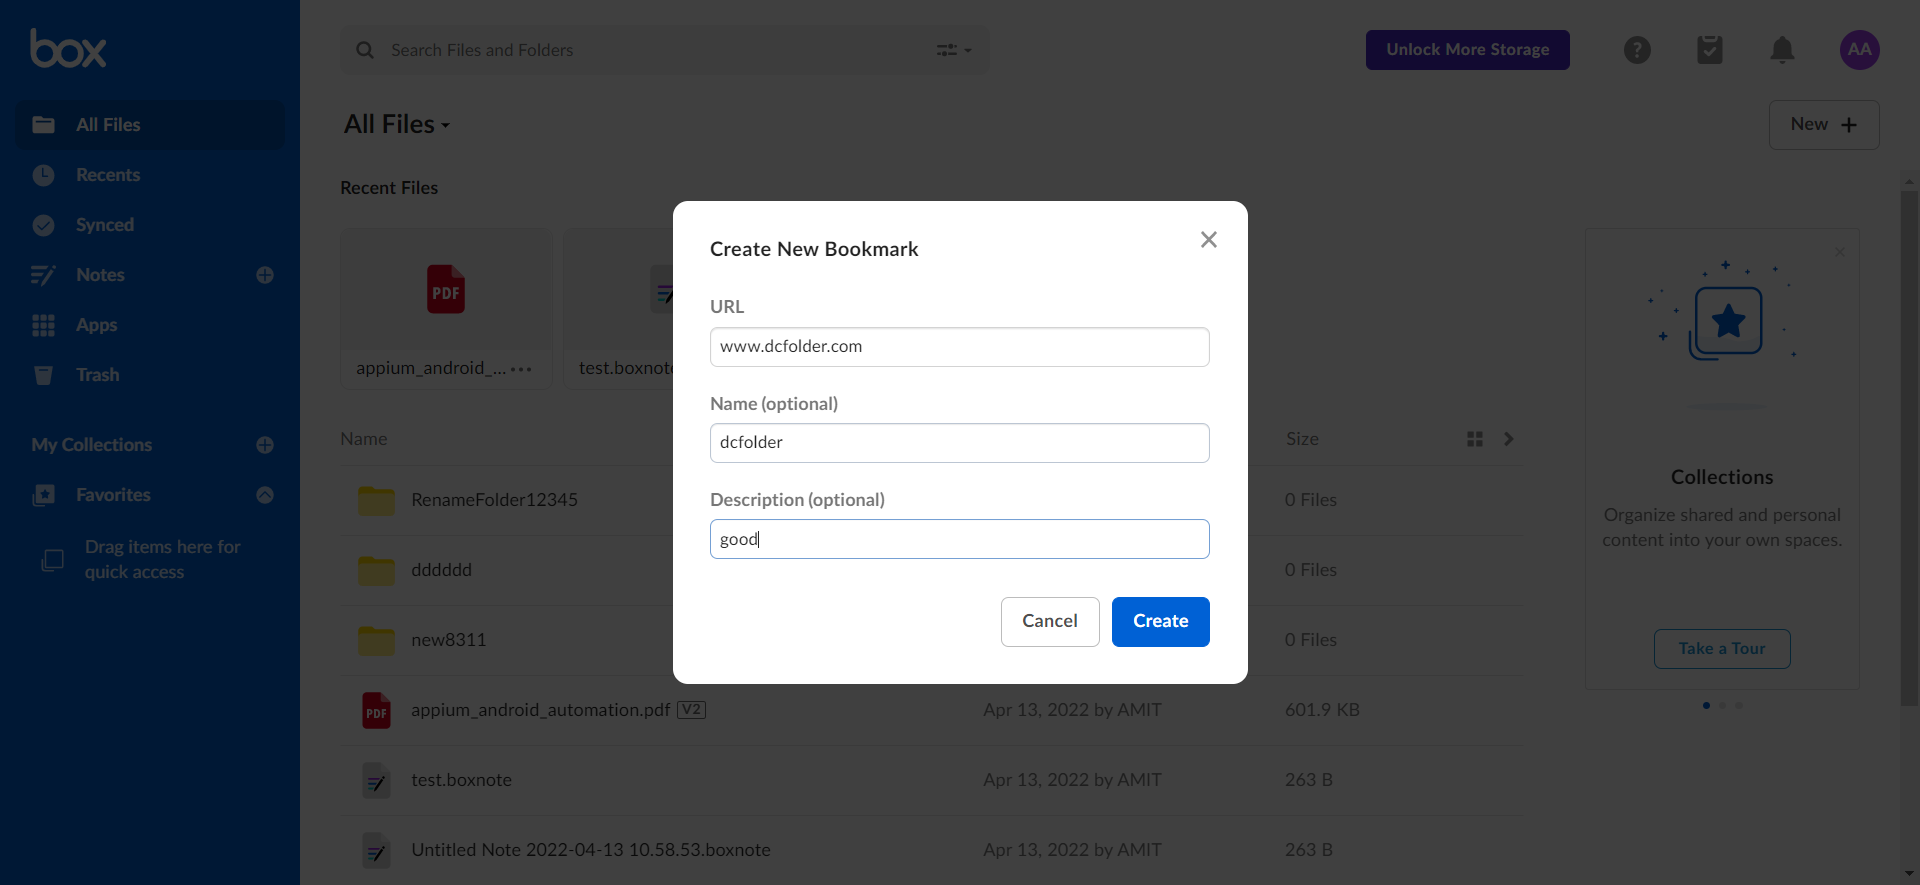 box
Search Files and Folders
Unlock More Storage
AA
All Files
Recents
Synced
Notes
Apps
Trash
My Collections
Favorites
Drag items here for
quick access
All Files
New
Recent Files
PDF
appium_android_...
test.boxnote
Name
Size
RenameFolder12345
0 Files
dddddd
0 Files
new8311
0 Files
PDF
appium_android_automation.pdf V2
Apr 13, 2022 by AMIT
601.9 KB
test.boxnote
Apr 13, 2022 by AMIT
263 B
Untitled Note 2022-04-13 10.58.53.boxnote
Apr 13, 2022 by AMIT
263 B
Create New Bookmark
URL
www.dcfolder.com
Name (optional)
dcfolder
Description (optional)
good
Cancel
Create
Collections
Organize shared and personal
content into your own spaces.
Take a Tour